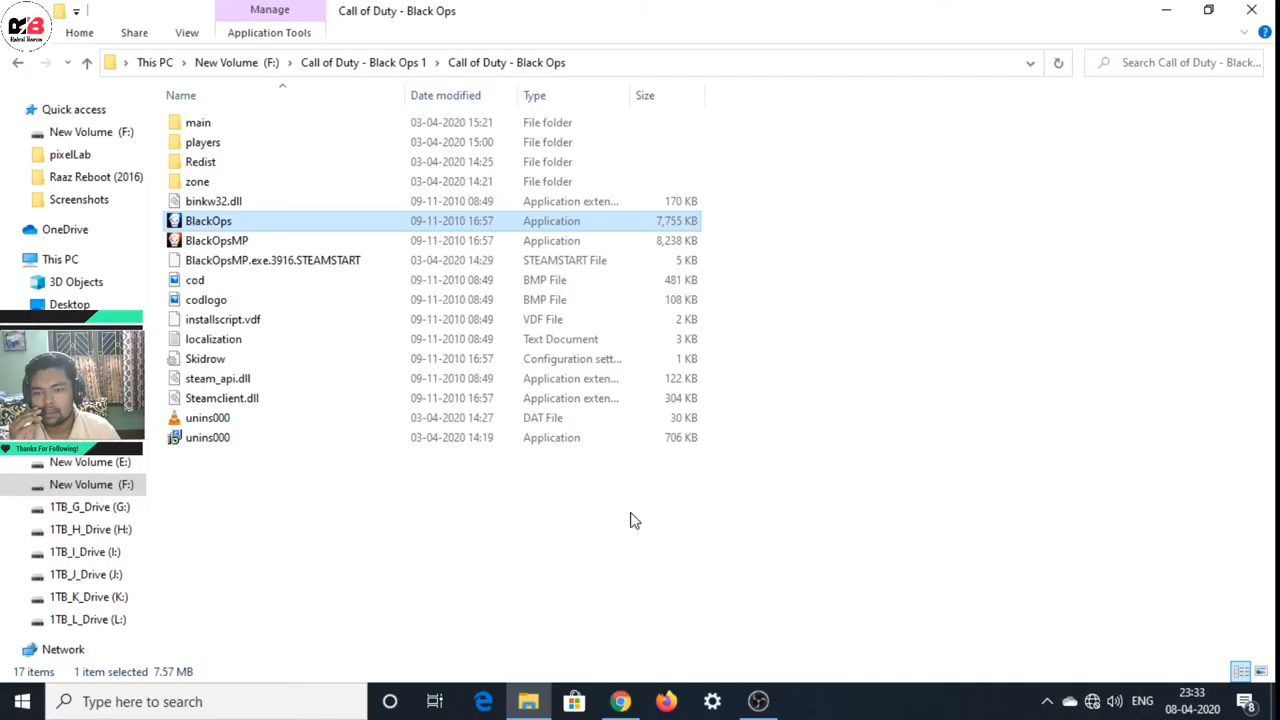 RB
Manage
Call of Duty - Black Ops
Home
Share
View
Application Tools
This PC
New Volume (F:)
Call of Duty - Black Ops 1
Call of Duty - Black Ops
Search Call of Duty - Black...
Name
Date modified
Type
Size
Quick access
New Volume (F:)
pixelLab
Raaz Reboot (2016)
Screenshots
OneDrive
This PC
3D Objects
Desktop
Thanks For Following!
New Volume (E:)
New Volume (F:)
1TB_G_Drive (G:)
1TB_H_Drive (H:)
1TB_I_Drive (I:)
1TB_J_Drive (J:)
1TB_K_Drive (K:)
1TB_L_Drive (L:)
Network
main 03-04-2020 15:21 File folder
players 03-04-2020 15:00 File folder
Redist 03-04-2020 14:25 File folder
zone 03-04-2020 14:21 File folder
binkw32.dll 09-11-2010 08:49 Application exten... 170 KB
BlackOps 09-11-2010 16:57 Application 7,755 KB
BlackOpsMP 09-11-2010 16:57 Application 8,238 KB
BlackOpsMP.exe.3916.STEAMSTART 03-04-2020 14:29 STEAMSTART File 5 KB
cod 09-11-2010 08:49 BMP File 481 KB
codlogo 09-11-2010 08:49 BMP File 108 KB
installscript.vdf 09-11-2010 08:49 VDF File 2 KB
localization 09-11-2010 08:49 Text Document 3 KB
Skidrow 09-11-2010 16:57 Configuration sett... 1 KB
steam_api.dll 09-11-2010 08:49 Application exten... 122 KB
Steamclient.dll 09-11-2010 16:57 Application exten... 304 KB
unins000 03-04-2020 14:27 DAT File 30 KB
unins000 03-04-2020 14:19 Application 706 KB
17 items 1 item selected 7.57 MB
Type here to search
ENG
23:33
08-04-2020
8